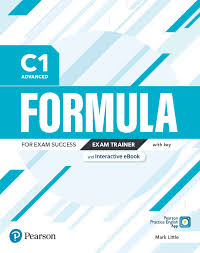 C1
ADVANCED
FORMULA
FOR EXAM SUCCESS
EXAM TRAINER
with key
and Interactive eBook
Pearson
Practice English
App
Pearson
Mark Little